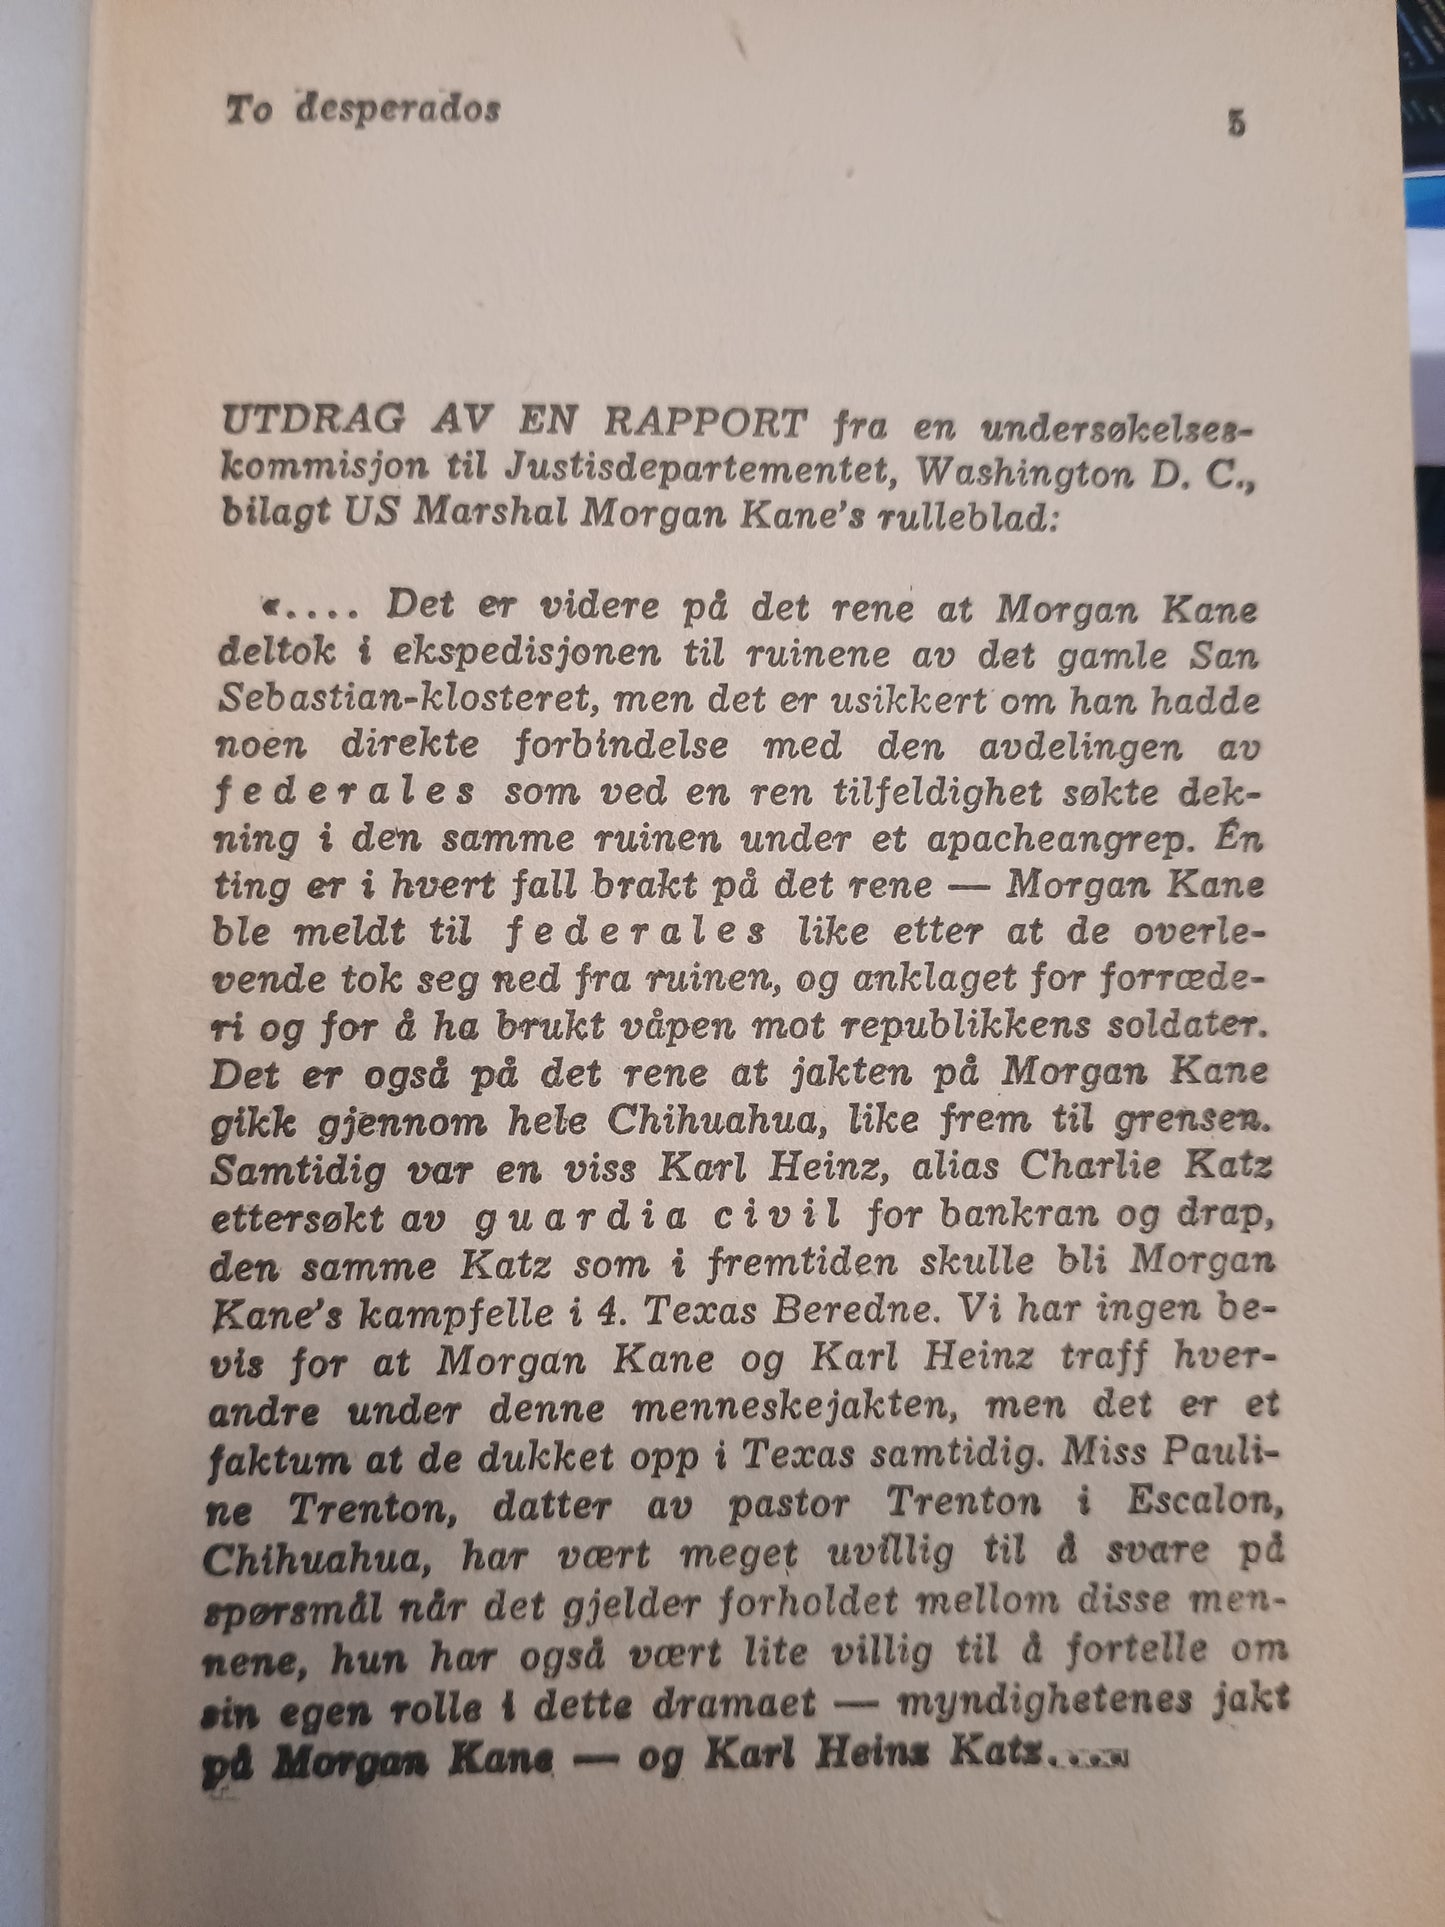 To desperados
5
UTDRAG AV EN RAPPORT fra en undersøkelses-
kommisjon til Justisdepartementet, Washington D. C.,
bilagt US Marshal Morgan Kane's rulleblad:
«.... Det er videre på det rene at Morgan Kane
deltok i ekspedisjonen til ruinene av det gamle San
Sebastian-klosteret, men det er usikkert om han hadde
noen direkte forbindelse med den avdelingen av
federales som ved en ren tilfeldighet søkte dek-
ning i den samme ruinen under et apacheangrep. Én
ting er i hvert fall brakt på det rene — Morgan Kane
ble meldt til federales like etter at de overle-
vende tok seg ned fra ruinen, og anklaget for forræde-
ri og for å ha brukt våpen mot republikkens soldater.
Det er også på det rene at jakten på Morgan Kane
gikk gjennom hele Chihuahua, like frem til grensen.
Samtidig var en viss Karl Heinz, alias Charlie Katz
ettersøkt av guardia civil for bankran og drap,
den samme Katz som i fremtiden skulle bli Morgan
Kane's kampfelle i 4. Texas Beredne. Vi har ingen be-
vis for at Morgan Kane og Karl Heinz traff hver-
andre under denne menneskejakten, men det er et
faktum at de dukket opp i Texas samtidig. Miss Pauli-
ne Trenton, datter av pastor Trenton i Escalon,
Chihuahua, har vært meget uvillig til å svare på
spørsmål når det gjelder forholdet mellom disse men-
nene, hun har også vært lite villig til å fortelle om
sin egen rolle i dette dramaet — myndighetenes jakt
på Morgan Kane — og Karl Heinz Katz....»